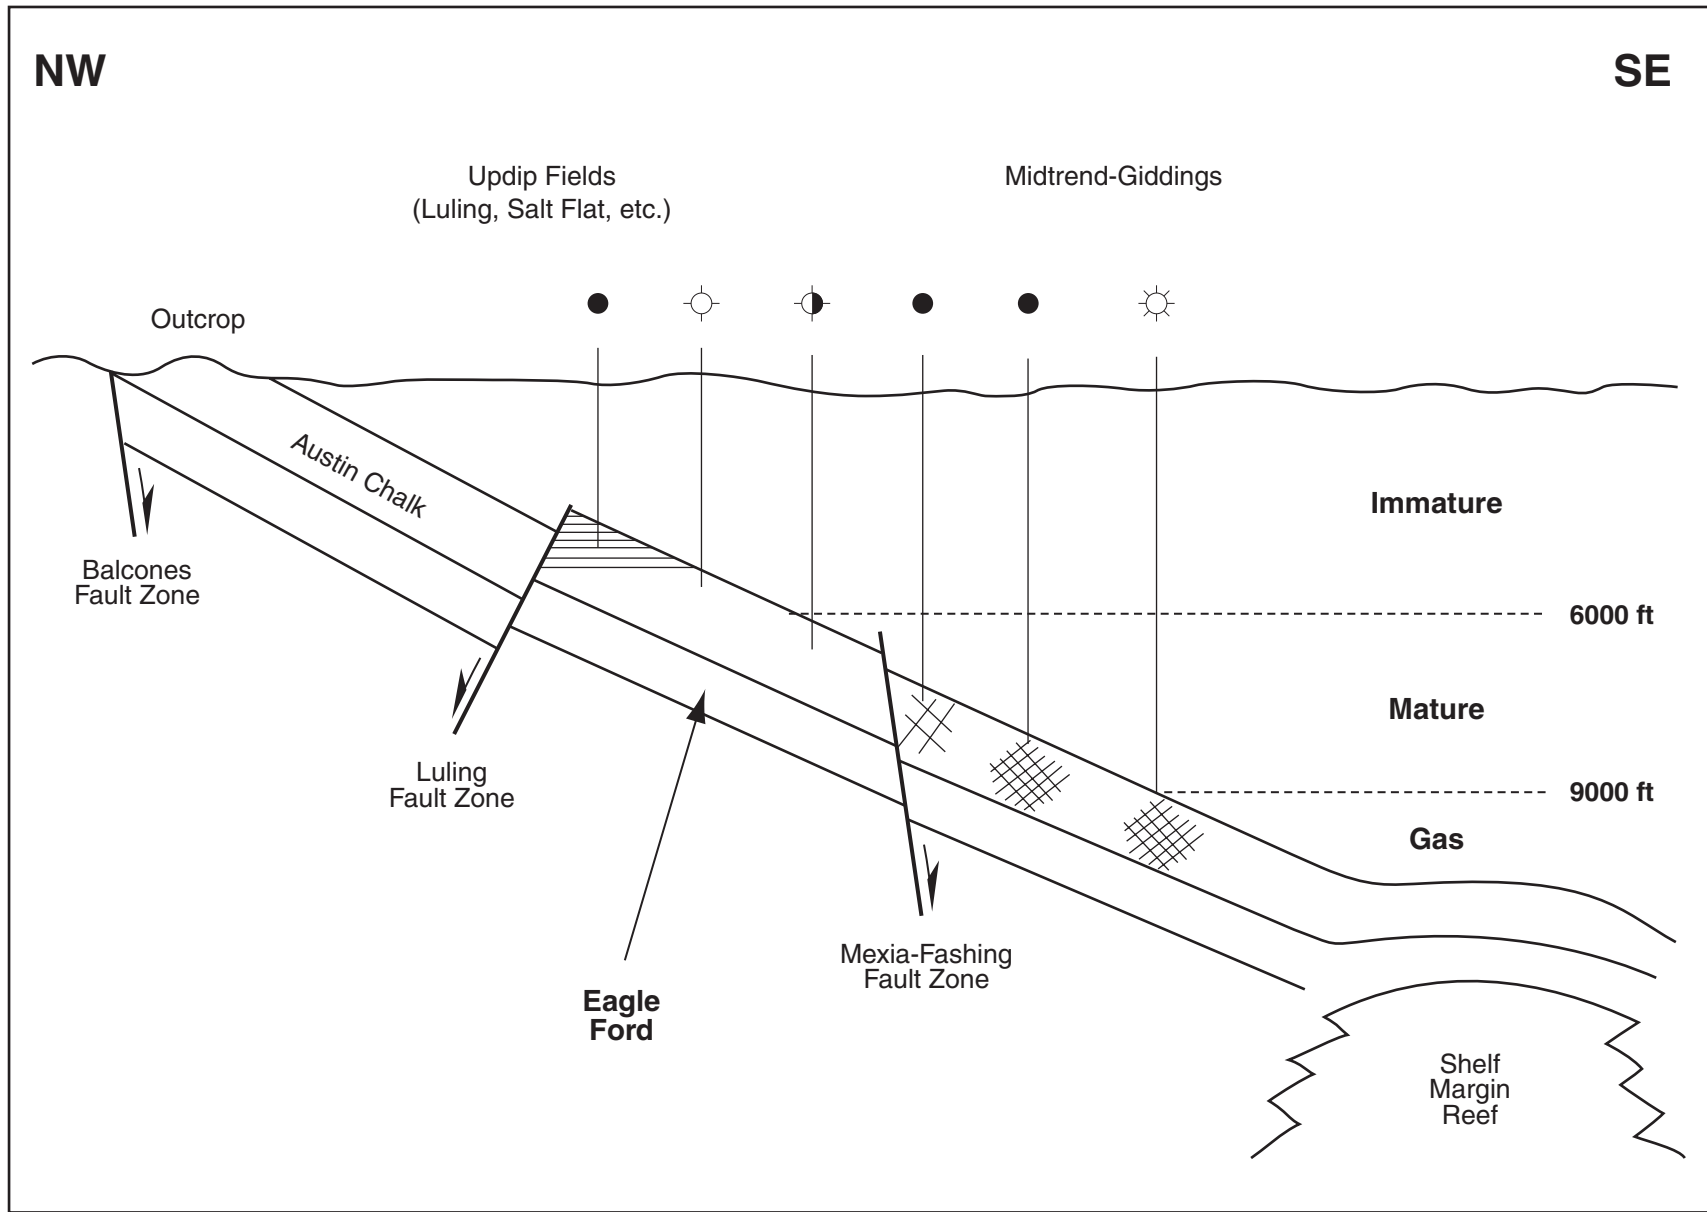 NW
SE
Updip Fields
(Luling, Salt Flat, etc.)
Midtrend-Giddings
Outcrop
Austin Chalk
Immature
Balcones
Fault Zone
6000 ft
Mature
Luling
Fault Zone
9000 ft
Gas
Mexia-Fashing
Fault Zone
Eagle
Ford
Shelf
Margin
Reef